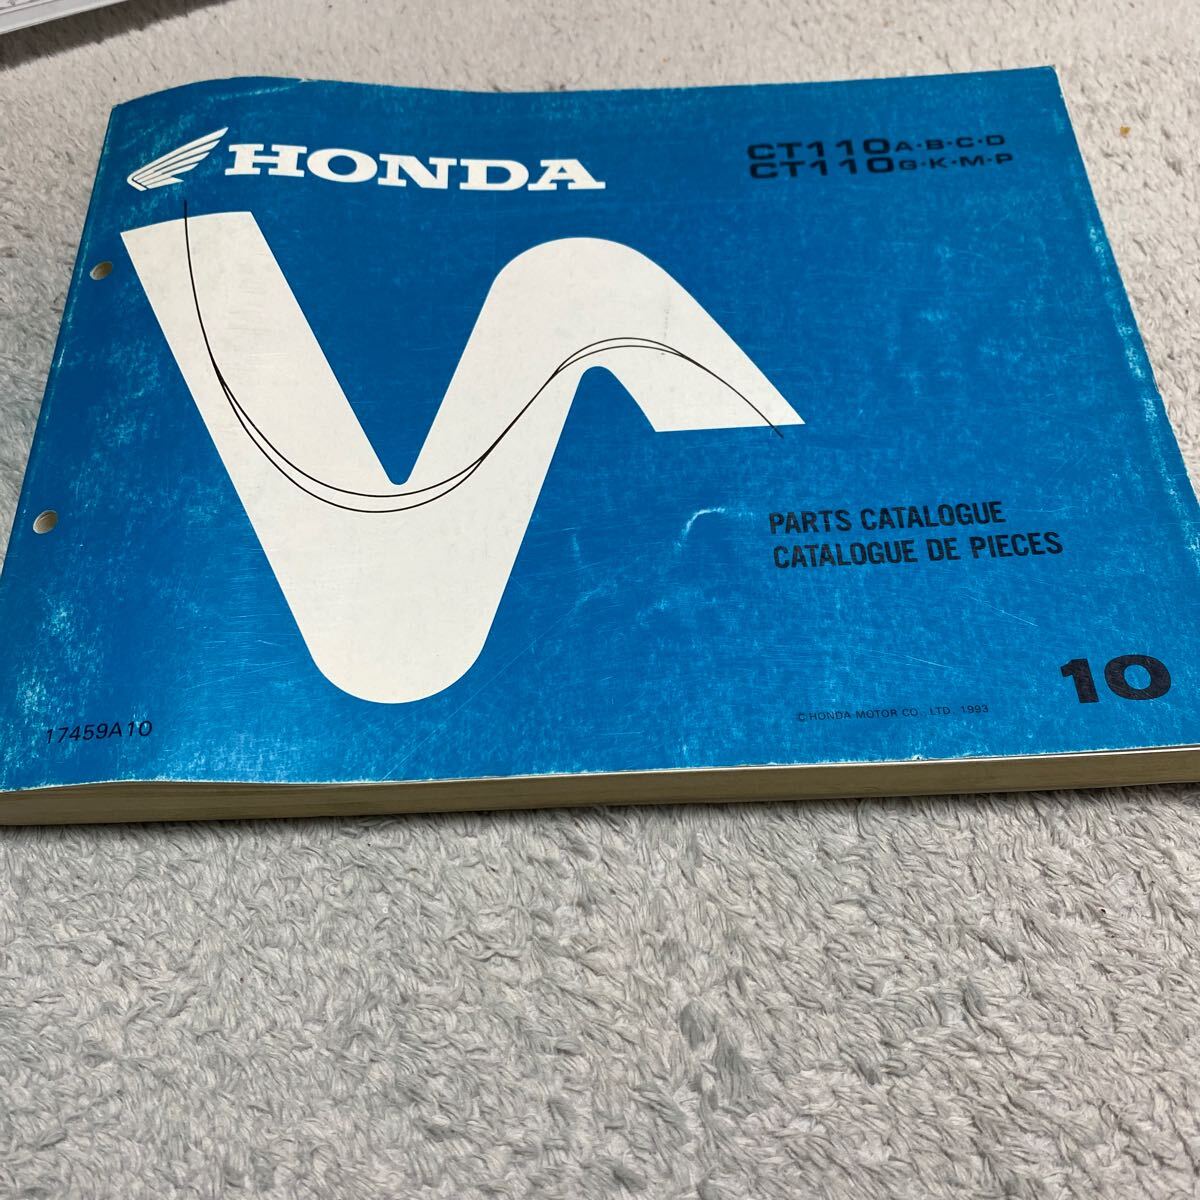 HONDA
CT110A·B·C·D
CT110G·K·M·P
PARTS CATALOGUE
CATALOGUE DE PIECES
10
© HONDA MOTOR CO., LTD. 1993
17459A10